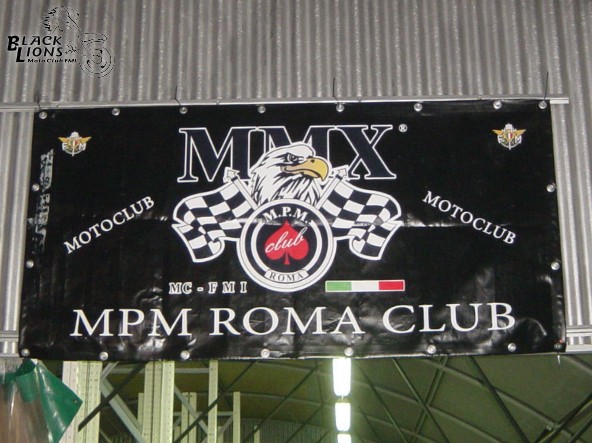 BLACK
LIONS
MotoClub FMI
MMX®
MOTOCLUB
MOTOCLUB
M.P.M.
club
ROMA
MC-FMI
MPM ROMA CLUB